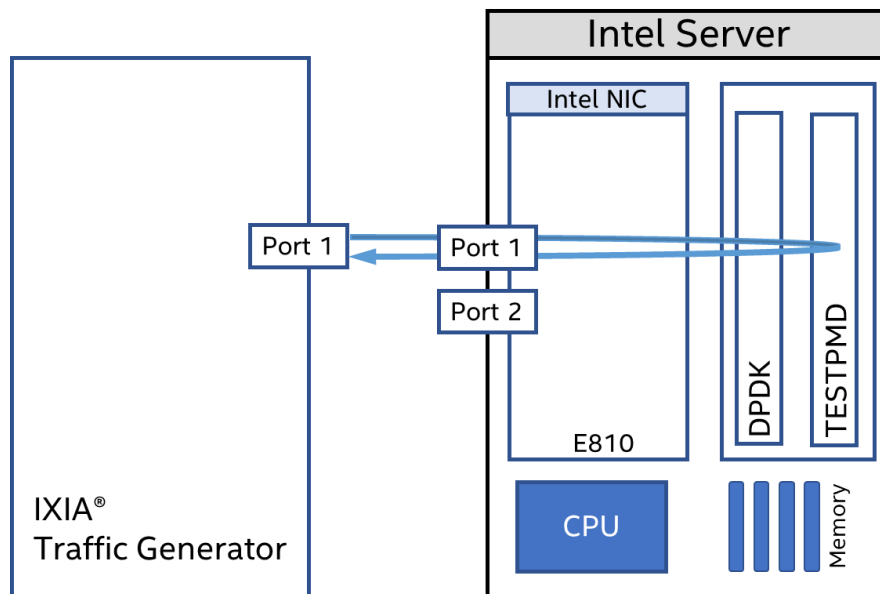 Intel Server
Intel NIC
Port 1
Port 1
Port 2
DPDK
TESTPMD
E810
IXIA®
Traffic Generator
CPU
Memory